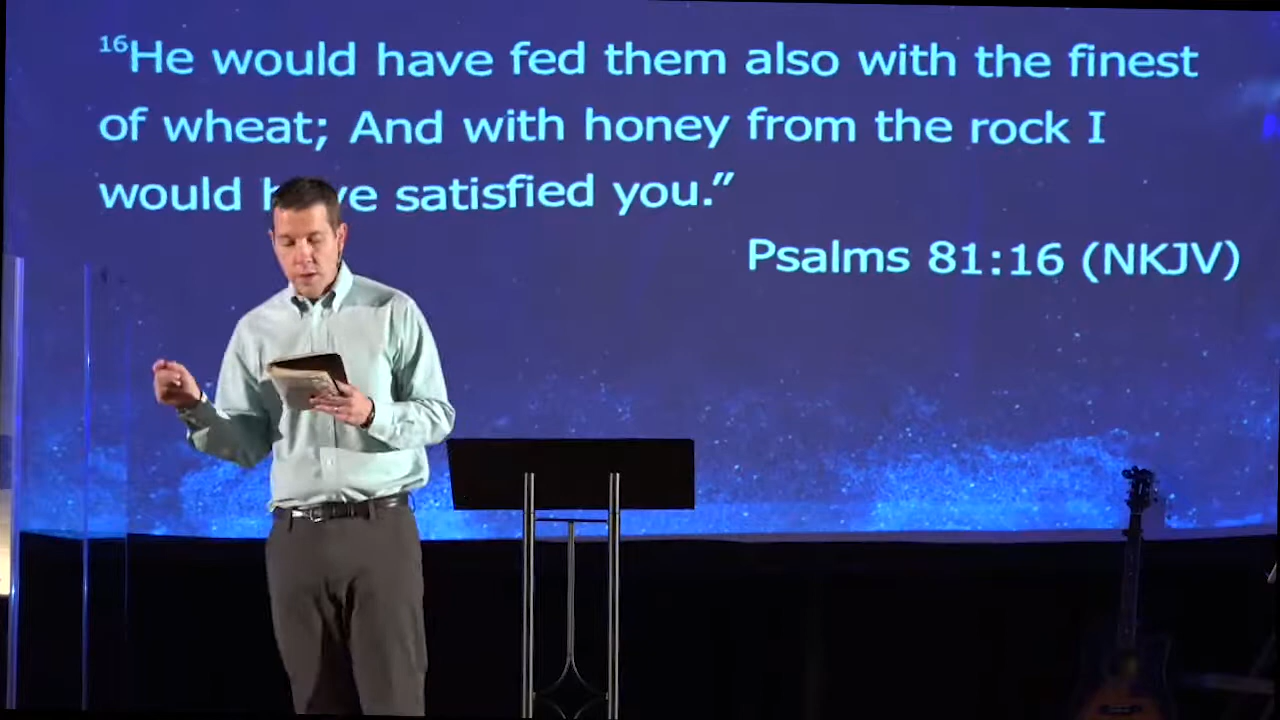 16He would have fed them also with the finest
of wheat; And with honey from the rock I
would have satisfied you.”
Psalms 81:16 (NKJV)